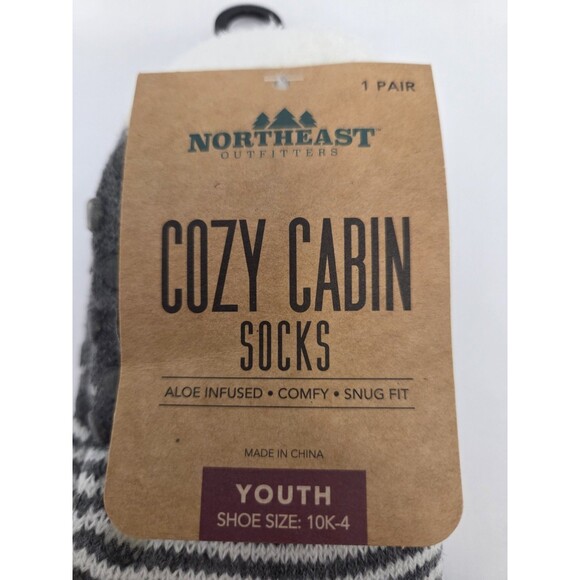 1 PAIR
NORTHEAST
OUTFITTERS
COZY CABIN
SOCKS
ALOE INFUSED • COMFY • SNUG FIT
MADE IN CHINA
YOUTH
SHOE SIZE: 10K-4